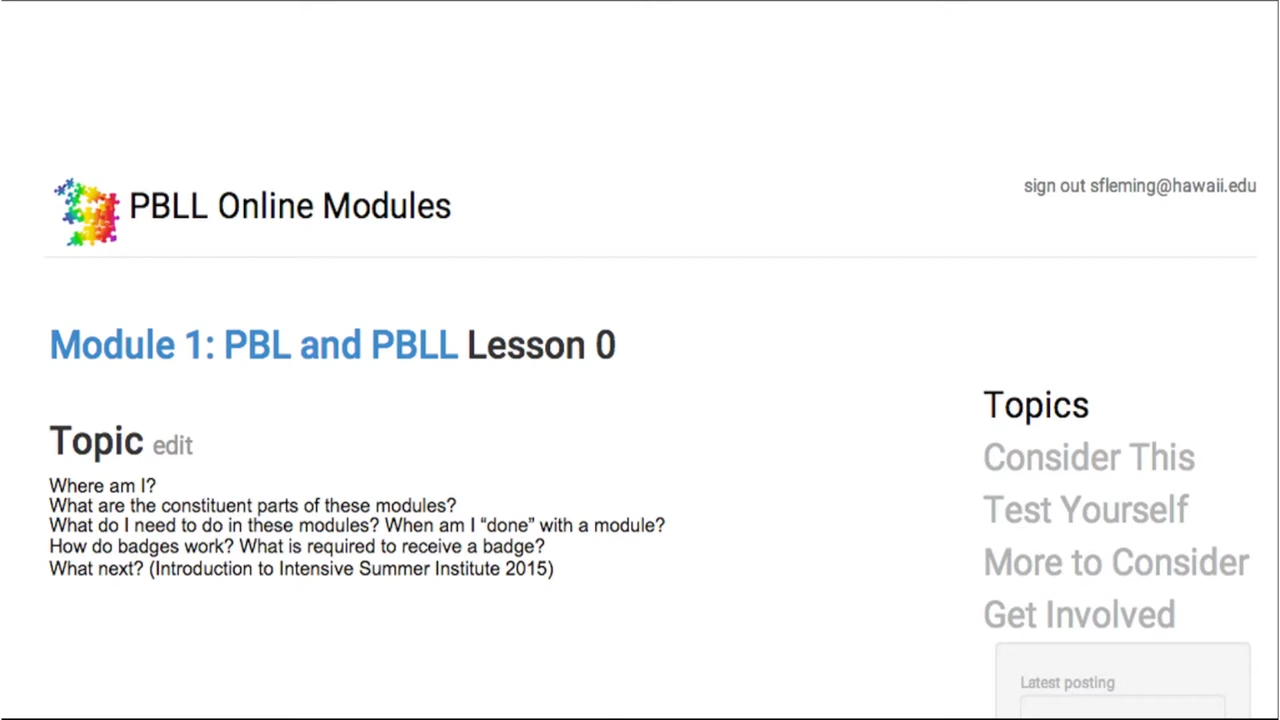 PBLL Online Modules
sign out sfleming@hawaii.edu
Module 1: PBL and PBLL Lesson 0
Topic edit
Where am I?
What are the constituent parts of these modules?
What do I need to do in these modules? When am I “done” with a module?
How do badges work? What is required to receive a badge?
What next? (Introduction to Intensive Summer Institute 2015)
Topics
Consider This
Test Yourself
More to Consider
Get Involved
Latest posting